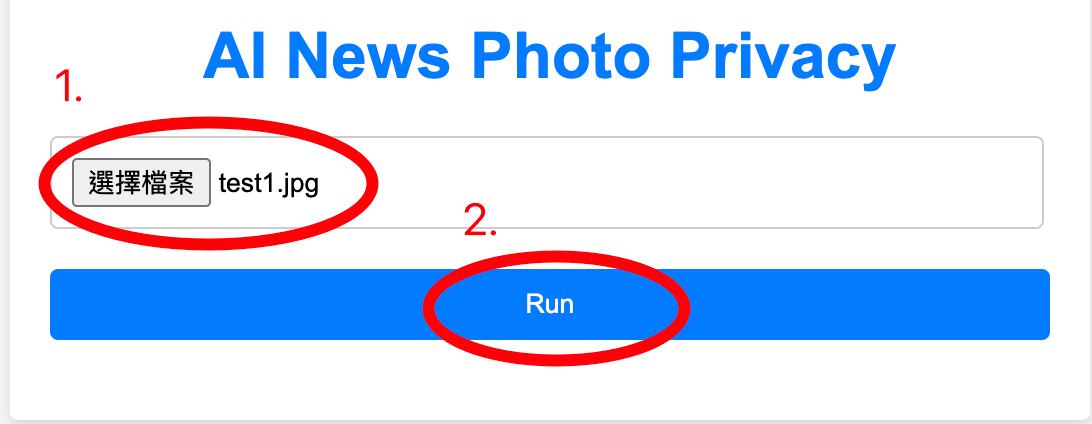 AI News Photo Privacy
1.
選擇檔案 test1.jpg
2.
Run